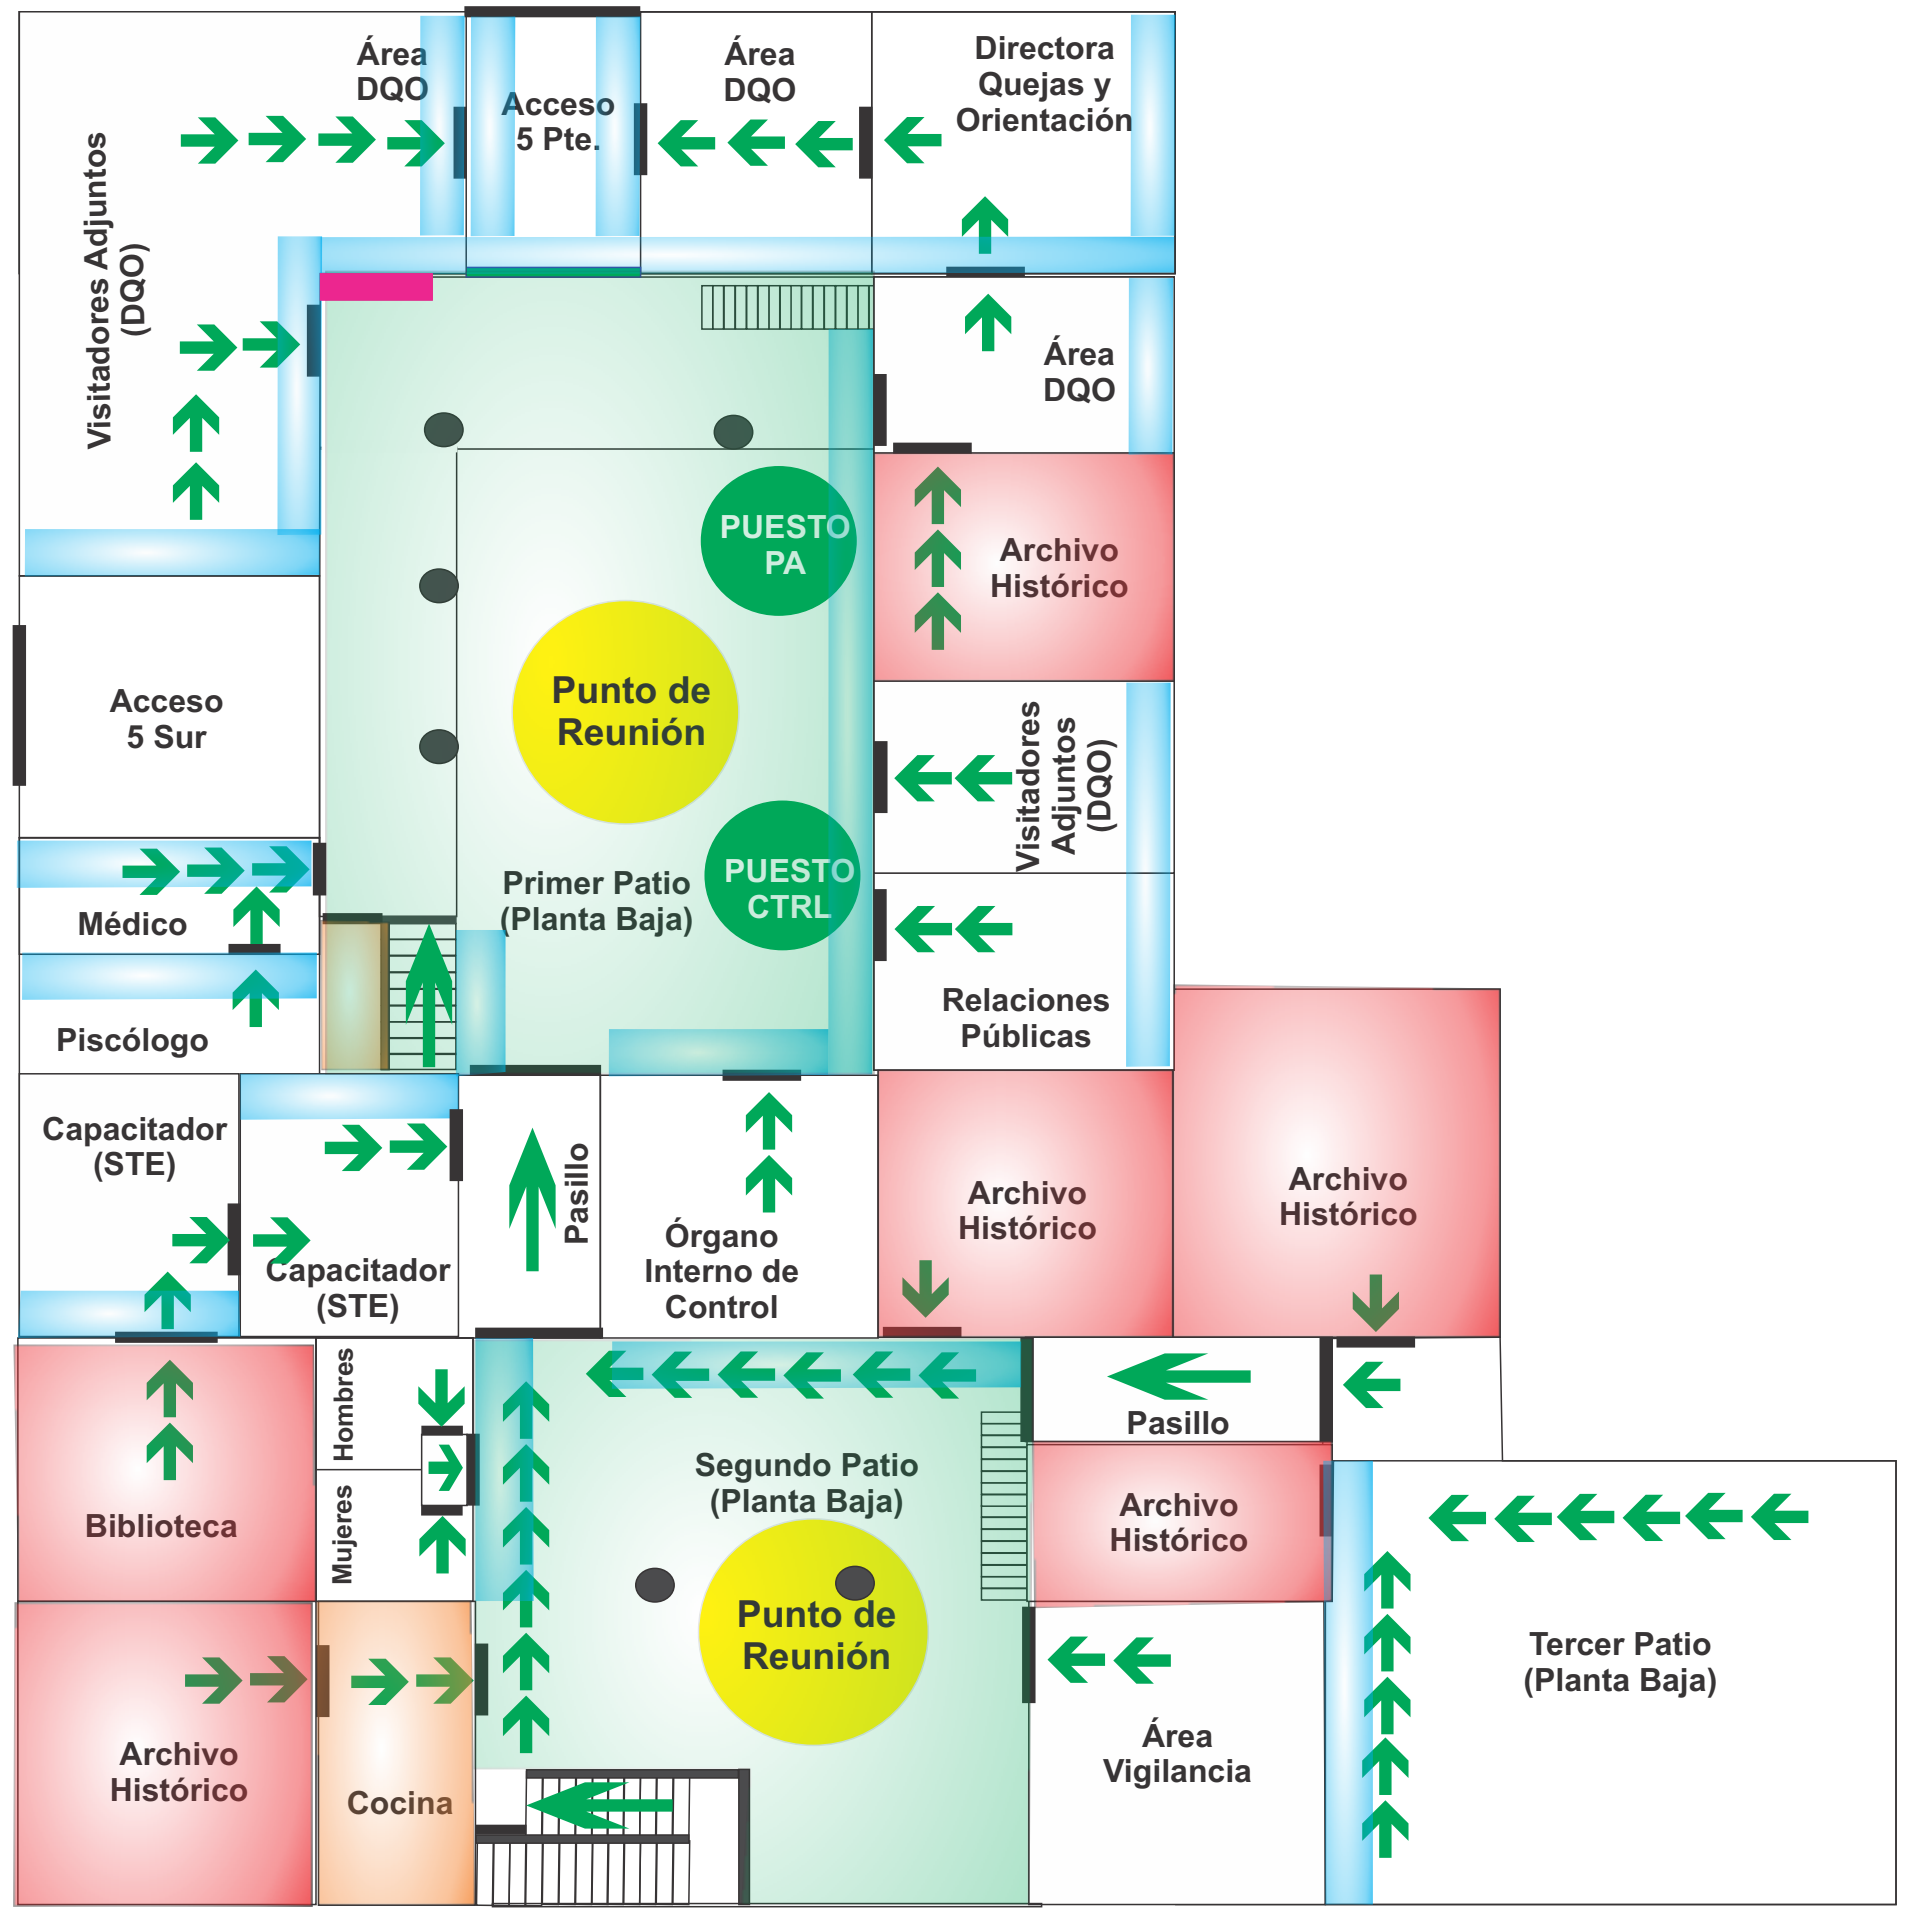 Área
DQO
Acceso
5 Pte.
Área
DQO
Directora
Quejas y
Orientación
Visitadores Adjuntos
(DQO)
Área
DQO
PUESTO
PA
Archivo
Histórico
Punto de
Reunión
Acceso
5 Sur
Visitadores
Adjuntos
(DQO)
PUESTO
CTRL
Primer Patio
(Planta Baja)
Médico
Relaciones
Públicas
Piscólogo
Capacitador
(STE)
Capacitador
(STE)
Pasillo
Órgano
Interno de
Control
Archivo
Histórico
Archivo
Histórico
Hombres
Mujeres
Biblioteca
Segundo Patio
(Planta Baja)
Pasillo
Archivo
Histórico
Punto de
Reunión
Tercer Patio
(Planta Baja)
Archivo
Histórico
Cocina
Área
Vigilancia